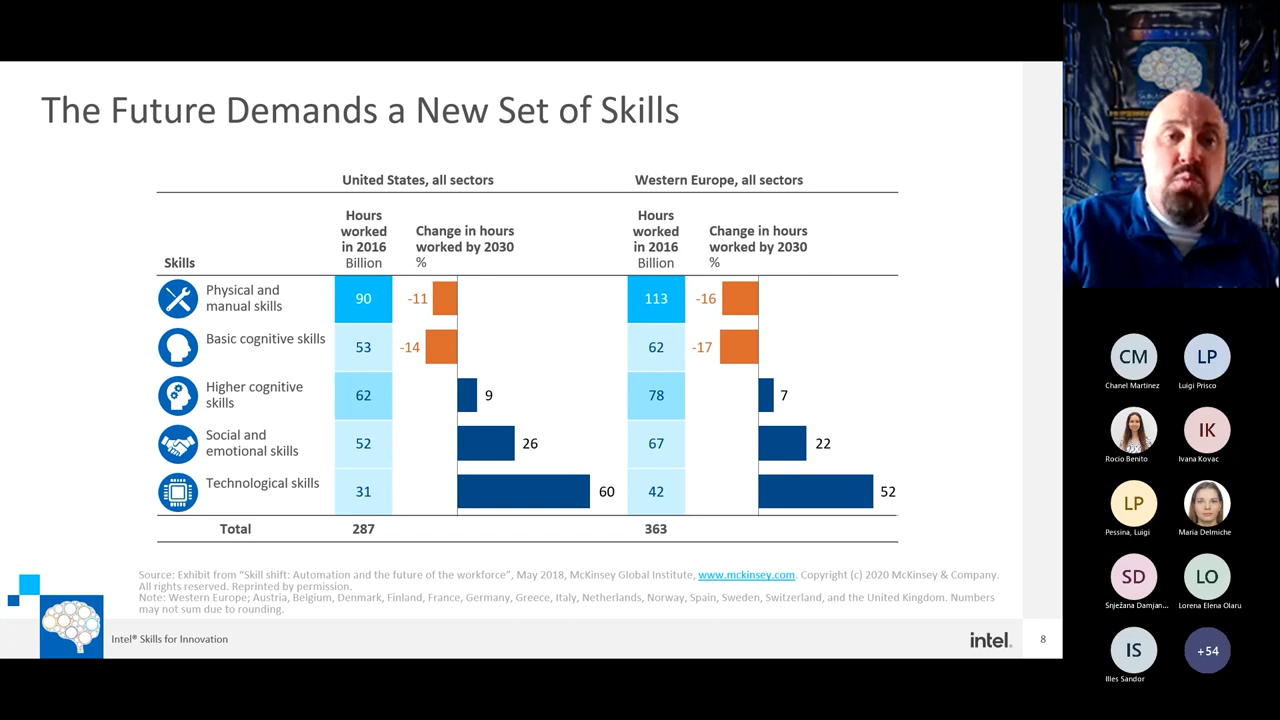 The Future Demands a New Set of Skills
United States, all sectors
Western Europe, all sectors
Skills
Hours
worked
in 2016
Billion
Change in hours
worked by 2030
%
Hours
worked
in 2016
Billion
Change in hours
worked by 2030
%
Physical and
manual skills
90
-11
113
-16
Basic cognitive skills
53
-14
62
-17
Higher cognitive
skills
62
9
78
7
Social and
emotional skills
52
26
67
22
Technological skills
31
60
42
52
Total
287
363
Source: Exhibit from “Skill shift: Automation and the future of the workforce”, May 2018, McKinsey Global Institute, www.mckinsey.com. Copyright (c) 2020 McKinsey & Company.
All rights reserved. Reprinted by permission.
Note: Western Europe; Austria, Belgium, Denmark, Finland, France, Germany, Greece, Italy, Netherlands, Norway, Spain, Sweden, Switzerland, and the United Kingdom. Numbers
may not sum due to rounding.
Intel® Skills for Innovation
intel.
8
CM
Chanel Martinez
LP
Luigi Prisco
Rocio Benito
IK
Ivana Kovac
LP
Pessina, Luigi
Maria Delmiche
SD
Snježana Damjan...
LO
Lorena Elena Olaru
IS
Illes Sandor
+54